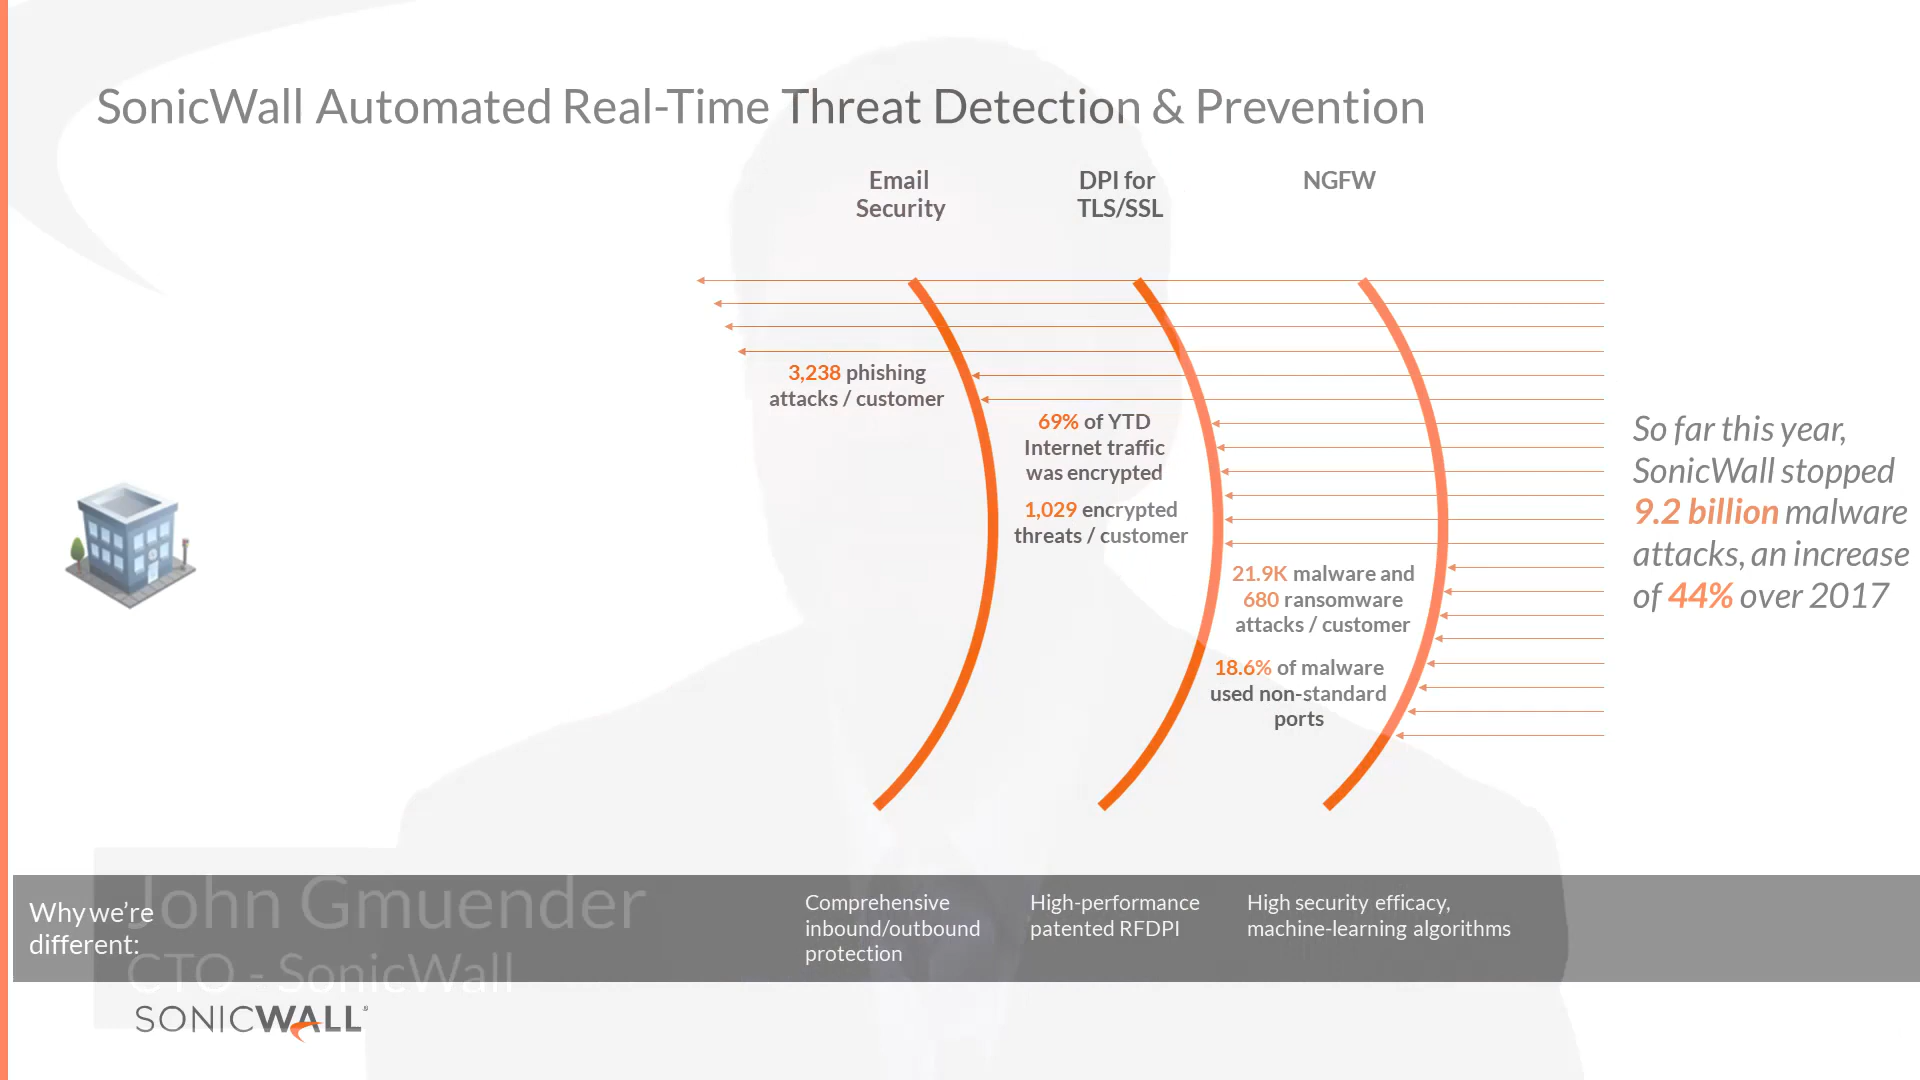 SonicWall Automated Real-Time Threat Detection & Prevention
Email
Security
DPI for
TLS/SSL
NGFW
3,238 phishing
attacks / customer
69% of YTD
Internet traffic
was encrypted
1,029 encrypted
threats / customer
21.9K malware and
680 ransomware
attacks / customer
18.6% of malware
used non-standard
ports
So far this year,
SonicWall stopped
9.2 billion malware
attacks, an increase
of 44% over 2017
Why we’re
different:
John Gmuender
CTO - SonicWall
Comprehensive
inbound/outbound
protection
High-performance
patented RFDPI
High security efficacy,
machine-learning algorithms
SONICWALL